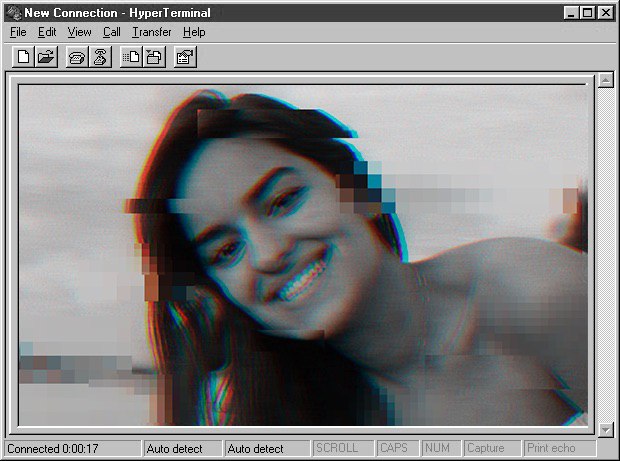 New Connection - HyperTerminal
File Edit View Call Transfer Help
Connected 0:00:17 Auto detect Auto detect SCROLL CAPS NUM Capture Print echo